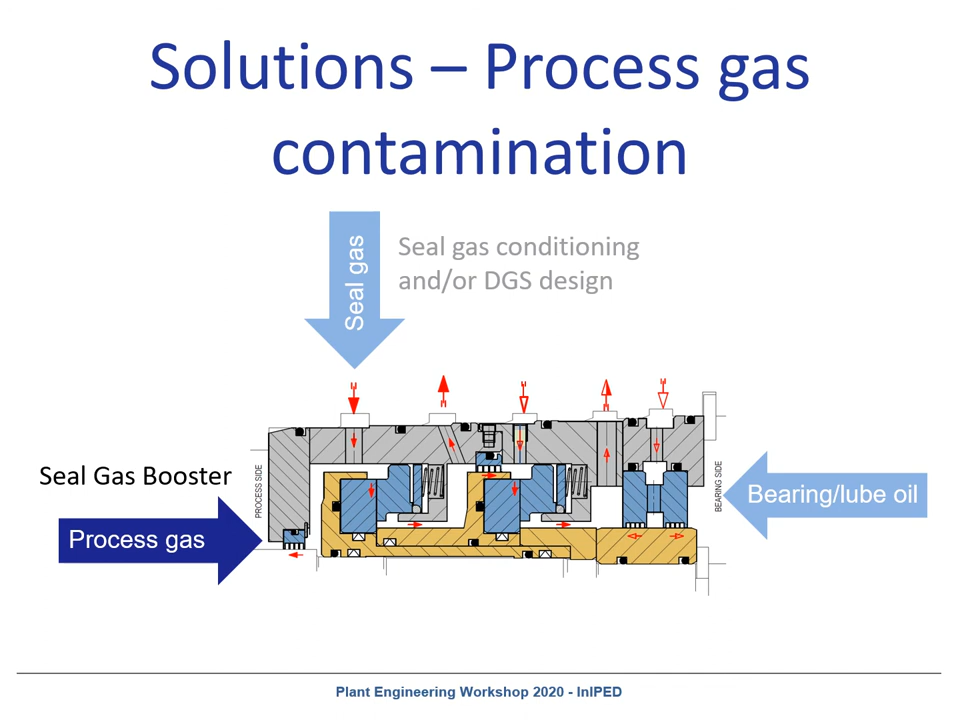 Solutions – Process gas
contamination
Seal gas
Seal gas conditioning
and/or DGS design
Seal Gas Booster
Process gas
PROCESS SIDE
BEARING SIDE
Bearing/lube oil
Plant Engineering Workshop 2020 - InIPED